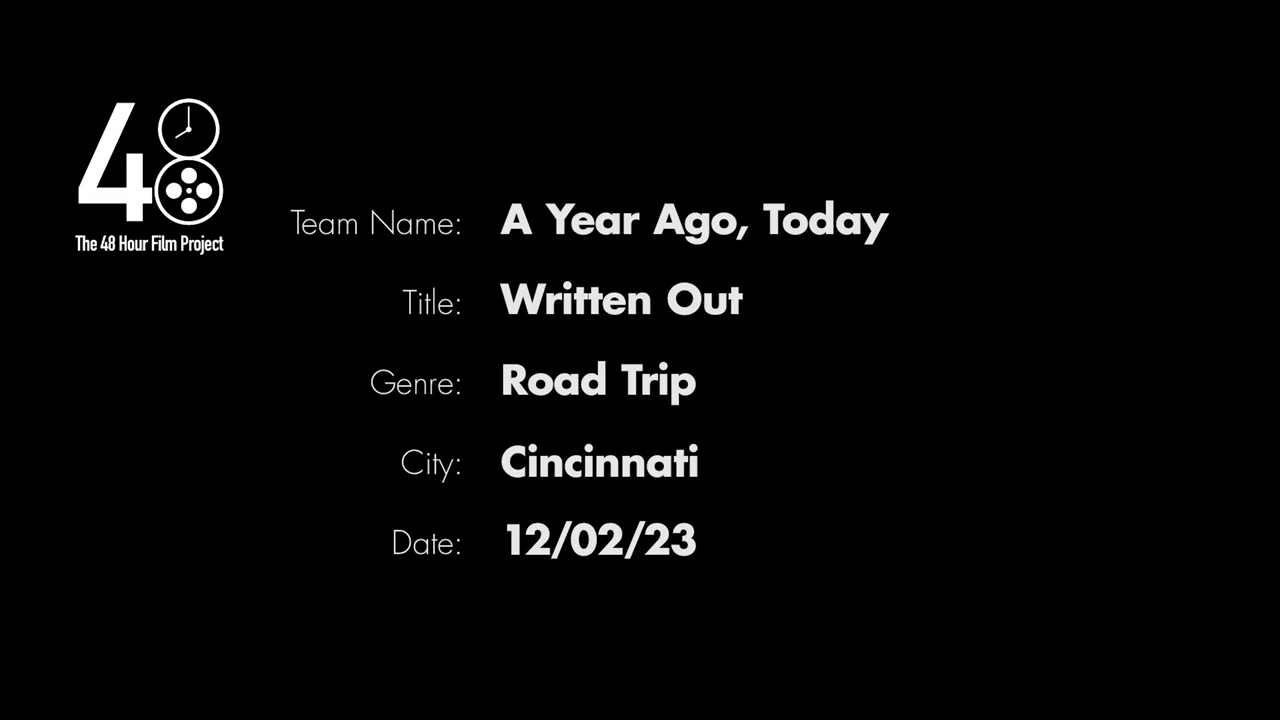 48
The 48 Hour Film Project
Team Name: A Year Ago, Today
Title: Written Out
Genre: Road Trip
City: Cincinnati
Date: 12/02/23